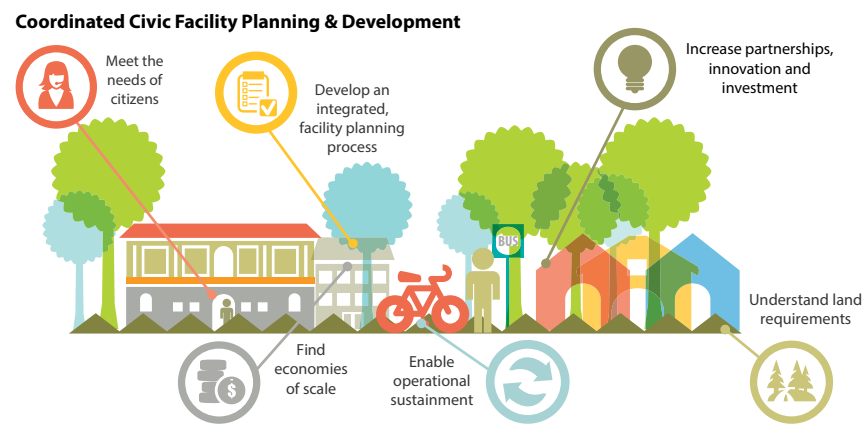 Coordinated Civic Facility Planning & Development
Meet the
needs of
citizens
Develop an
integrated,
facility planning
process
Increase partnerships,
innovation and
investment
BUS
Understand land
requirements
Find
economies
of scale
$
Enable
operational
sustainment